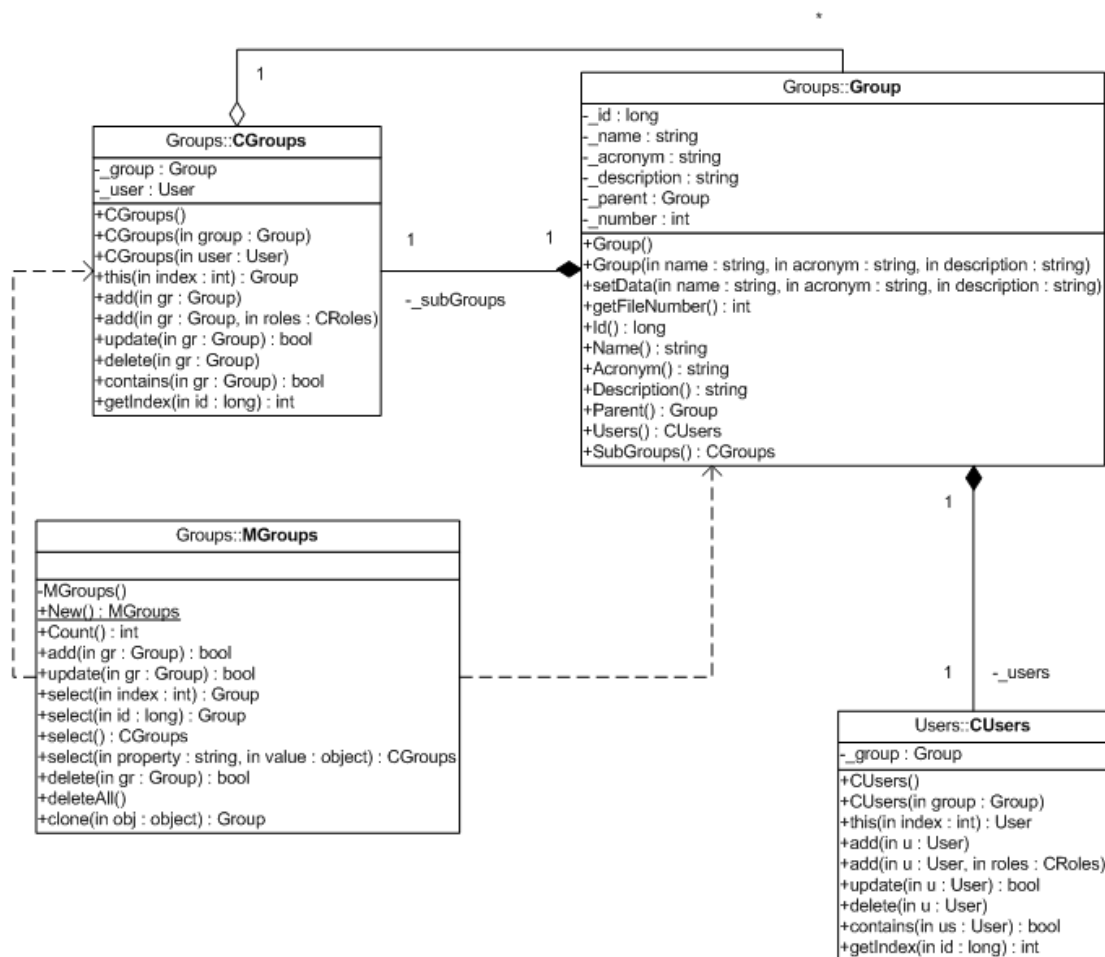 *
1
Groups::Group
-_id : long
-_name : string
-_acronym : string
-_description : string
-_parent : Group
-_number : int
+Group()
+Group(in name : string, in acronym : string, in description : string)
+setData(in name : string, in acronym : string, in description : string)
+getFileNumber() : int
+Id() : long
+Name() : string
+Acronym() : string
+Description() : string
+Parent() : Group
+Users() : CUsers
+SubGroups() : CGroups
Groups::CGroups
-_group : Group
-_user : User
+CGroups()
+CGroups(in group : Group)
+CGroups(in user : User)
+this(in index : int) : Group
+add(in gr : Group)
+add(in gr : Group, in roles : CRoles)
+update(in gr : Group) : bool
+delete(in gr : Group)
+contains(in gr : Group) : bool
+getIndex(in id : long) : int
1
1
-_subGroups
Groups::MGroups
-MGroups()
+New() : MGroups
+Count() : int
+add(in gr : Group) : bool
+update(in gr : Group) : bool
+select(in index : int) : Group
+select(in id : long) : Group
+select() : CGroups
+select(in property : string, in value : object) : CGroups
+delete(in gr : Group) : bool
+deleteAll()
+clone(in obj : object) : Group
1
1
-_users
Users::CUsers
-_group : Group
+CUsers()
+CUsers(in group : Group)
+this(in index : int) : User
+add(in u : User)
+add(in u : User, in roles : CRoles)
+update(in u : User) : bool
+delete(in u : User)
+contains(in us : User) : bool
+getIndex(in id : long) : int